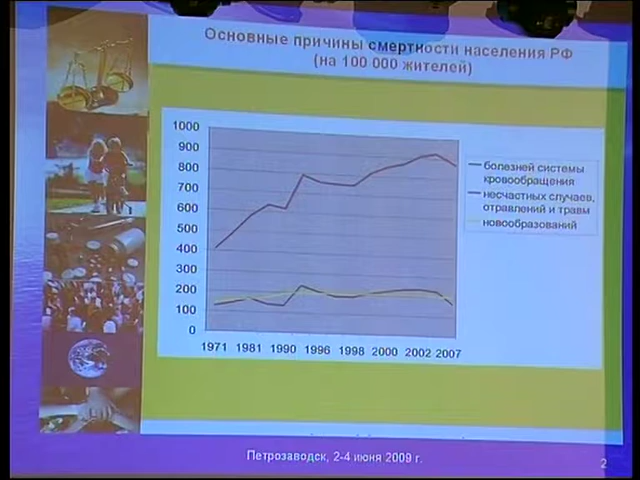 Основные причины смертности населения РФ
(на 100 000 жителей)
1000
900
800
700
600
500
400
300
200
100
0
1971 1981 1990 1996 1998 2000 2002 2007
болезней системы
кровообращения
несчастных случаев,
отравлений и травм
новообразований
Петрозаводск, 2-4 июня 2009 г.
2